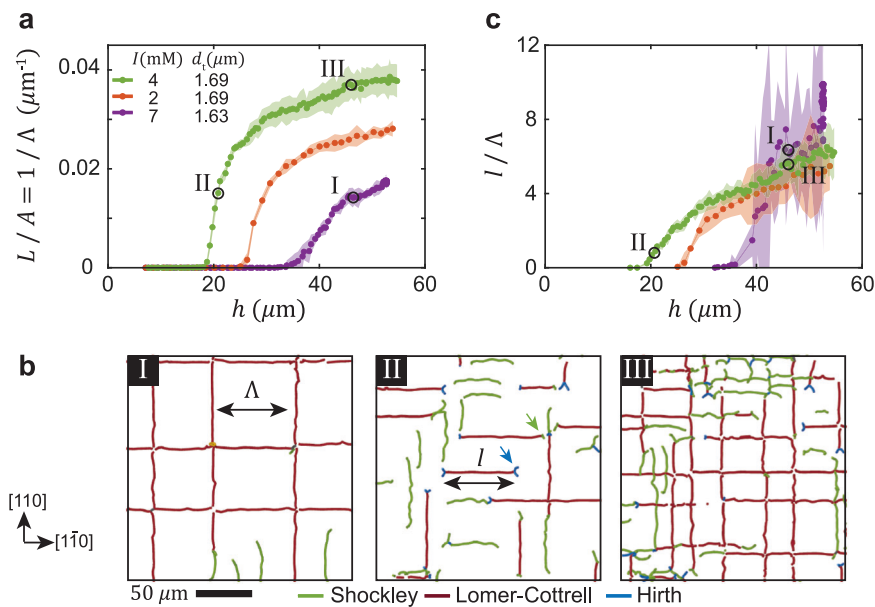 a
L / A = 1 / Λ (μm⁻¹)
0.04
0.02
0
I(mM) dₜ(μm)
4 1.69
2 1.69
7 1.63
III
II
I
0 20 40 60
h (μm)
c
l / Λ
12
8
4
0
I
III
II
0 20 40 60
h (μm)
b
I
Λ
II
l
III
[110]
[11̄0]
50 μm
Shockley
Lomer-Cottrell
Hirth